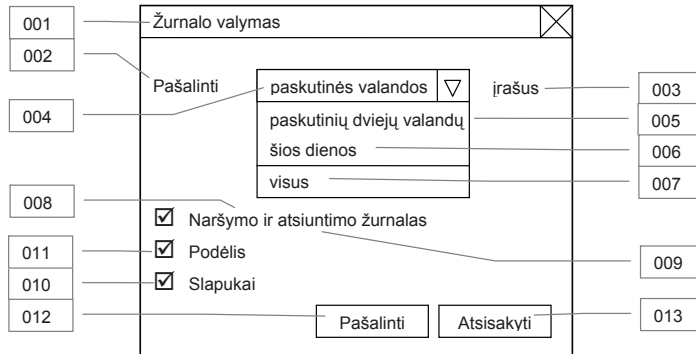 001
Žurnalo valymas
002
Pašalinti
paskutinės valandos
įrašus
003
004
paskutinių dviejų valandų
005
šios dienos
006
visus
007
008
Naršymo ir atsiuntimo žurnalas
011
Podėlis
009
010
Slapukai
012
Pašalinti
Atsisakyti
013